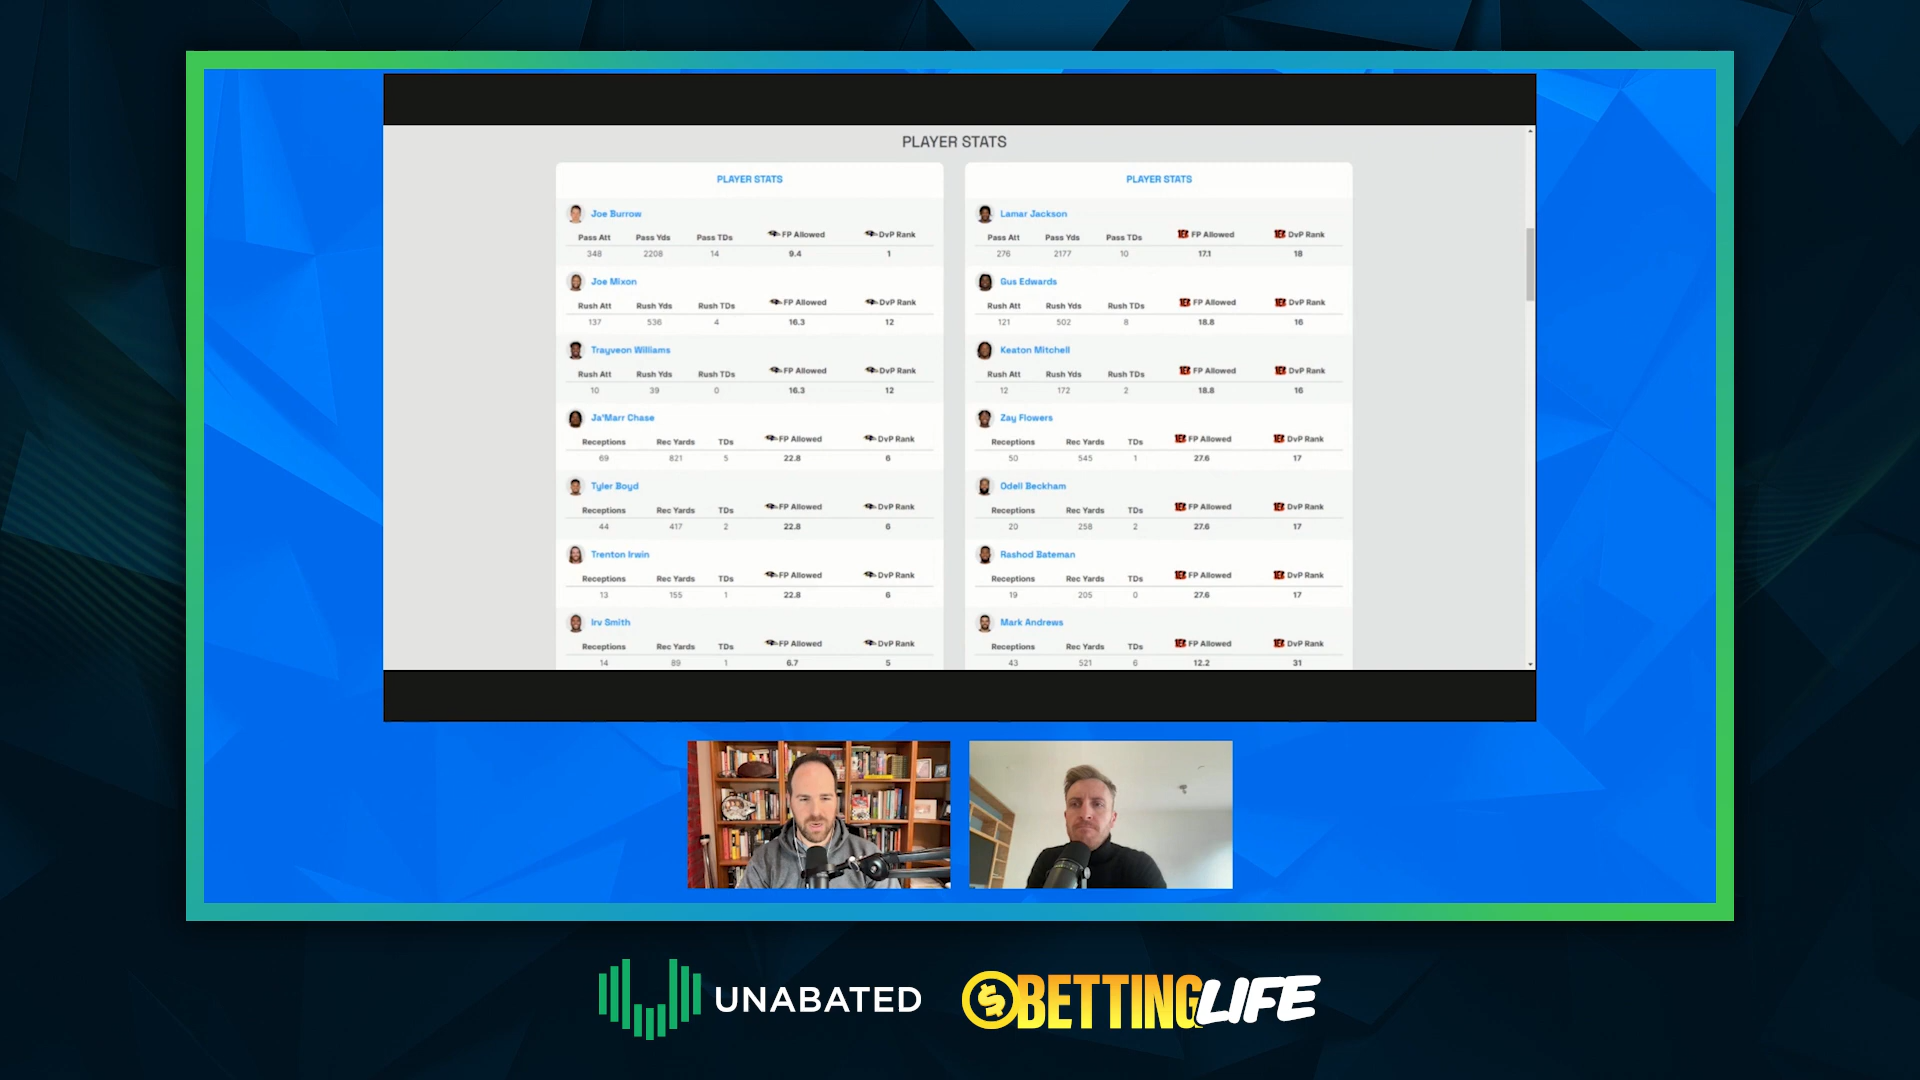 PLAYER STATS
PLAYER STATS
Joe Burrow
Pass Att Pass Yds Pass TDs FP Allowed DvP Rank
348 2208 14 9.4 1
Joe Mixon
Rush Att Rush Yds Rush TDs FP Allowed DvP Rank
137 536 4 16.3 12
Trayveon Williams
Rush Att Rush Yds Rush TDs FP Allowed DvP Rank
10 39 0 16.3 12
Ja'Marr Chase
Receptions Rec Yards TDs FP Allowed DvP Rank
69 821 5 22.8 6
Tyler Boyd
Receptions Rec Yards TDs FP Allowed DvP Rank
44 417 2 22.8 6
Trenton Irwin
Receptions Rec Yards TDs FP Allowed DvP Rank
13 155 1 22.8 6
Irv Smith
Receptions Rec Yards TDs FP Allowed DvP Rank
14 89 1 6.7 5
PLAYER STATS
Lamar Jackson
Pass Att Pass Yds Pass TDs FP Allowed DvP Rank
276 2177 10 17.1 18
Gus Edwards
Rush Att Rush Yds Rush TDs FP Allowed DvP Rank
121 502 8 18.8 16
Keaton Mitchell
Rush Att Rush Yds Rush TDs FP Allowed DvP Rank
12 172 2 18.8 16
Zay Flowers
Receptions Rec Yards TDs FP Allowed DvP Rank
50 545 1 27.6 17
Odell Beckham
Receptions Rec Yards TDs FP Allowed DvP Rank
20 258 2 27.6 17
Rashod Bateman
Receptions Rec Yards TDs FP Allowed DvP Rank
19 205 0 27.6 17
Mark Andrews
Receptions Rec Yards TDs FP Allowed DvP Rank
43 521 6 12.2 31
UNABATED
$ BETTING LIFE